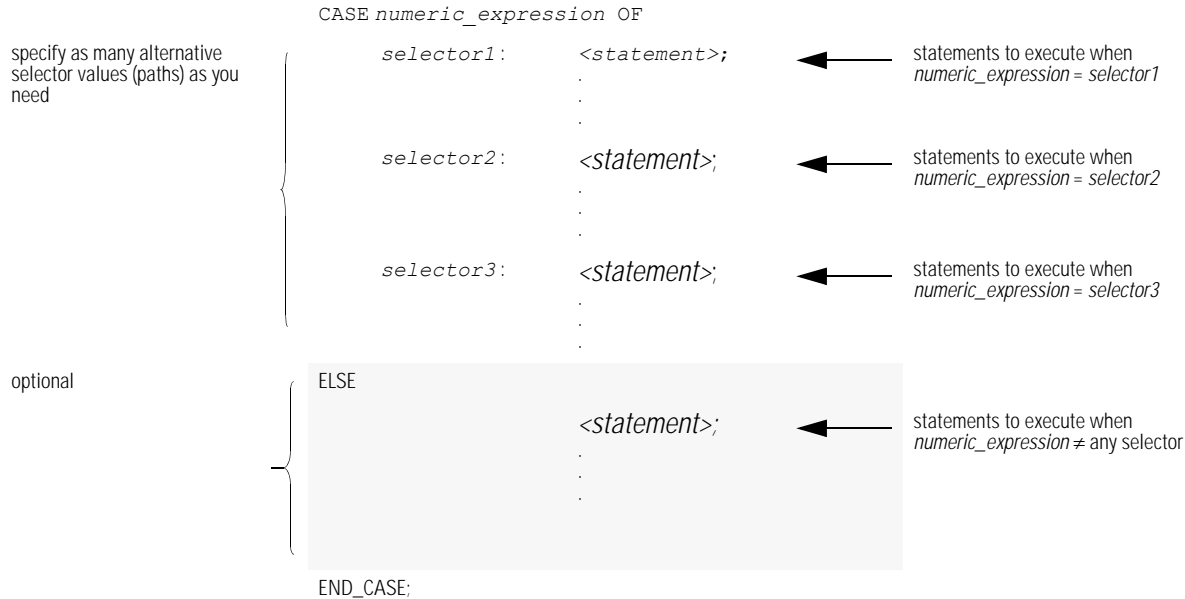 CASE numeric_expression OF
specify as many alternative
selector values (paths) as you
need
selector1: <statement>;
.
.
.
statements to execute when
numeric_expression = selector1
selector2: <statement>;
.
.
.
statements to execute when
numeric_expression = selector2
selector3: <statement>;
.
.
.
statements to execute when
numeric_expression = selector3
optional
ELSE
<statement>;
.
.
.
statements to execute when
numeric_expression ≠ any selector
END_CASE;